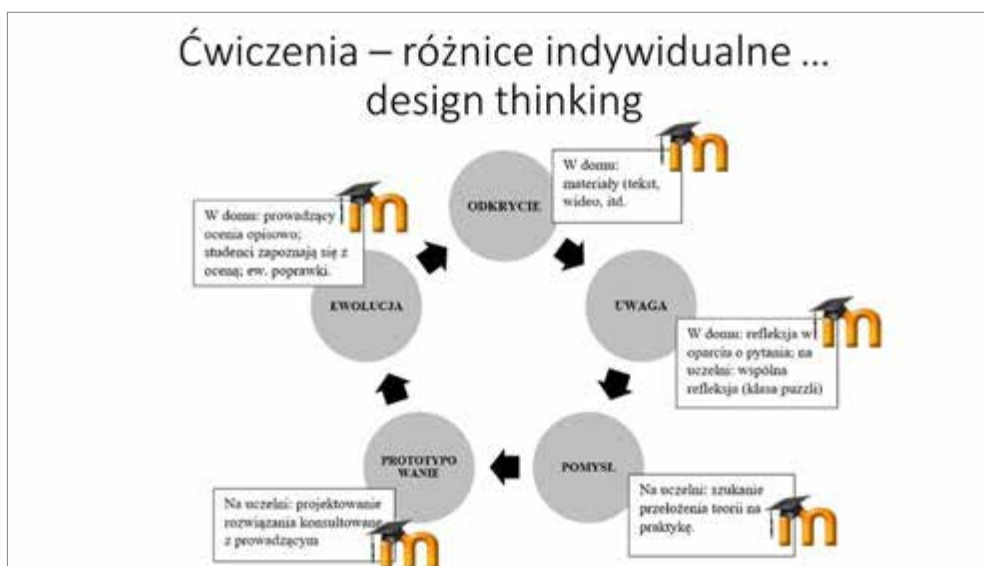 Ćwiczenia – różnice indywidualne ...
design thinking
ODKRYCIE
W domu:
materiały (tekst,
wideo, itd.
UWAGA
W domu: refleksja w
oparciu o pytania; na
uczelni: wspólna
refleksja (klasa puzzli)
POMYSŁ
Na uczelni: szukanie
przełożenia teorii na
praktykę.
PROTOTYPO
WANIE
Na uczelni: projektowanie
rozwiązania konsultowane
z prowadzącym
EWOLUCJA
W domu: prowadzący
ocenia opisowo;
studenci zapoznają się z
oceną; ew. poprawki.